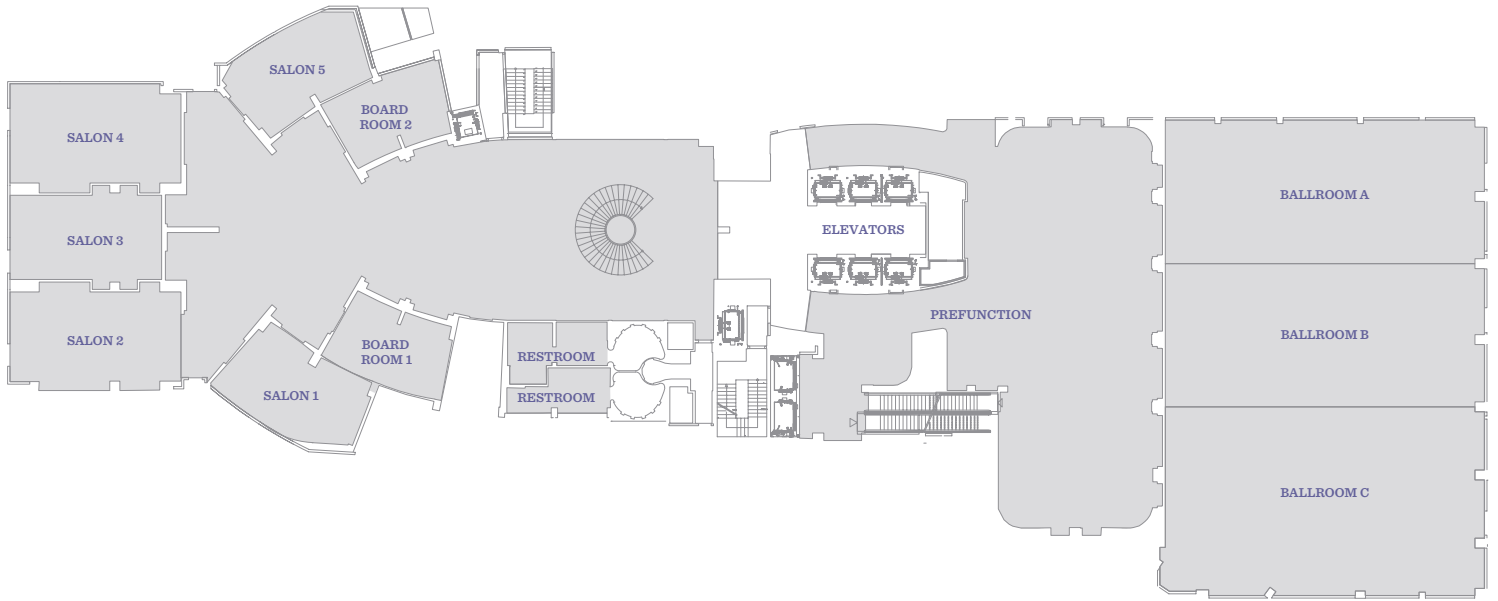 SALON 5
BOARD
ROOM 2
SALON 4
BALLROOM A
ELEVATORS
SALON 3
PREFUNCTION
BALLROOM B
SALON 2
BOARD
ROOM 1
RESTROOM
SALON 1
RESTROOM
BALLROOM C